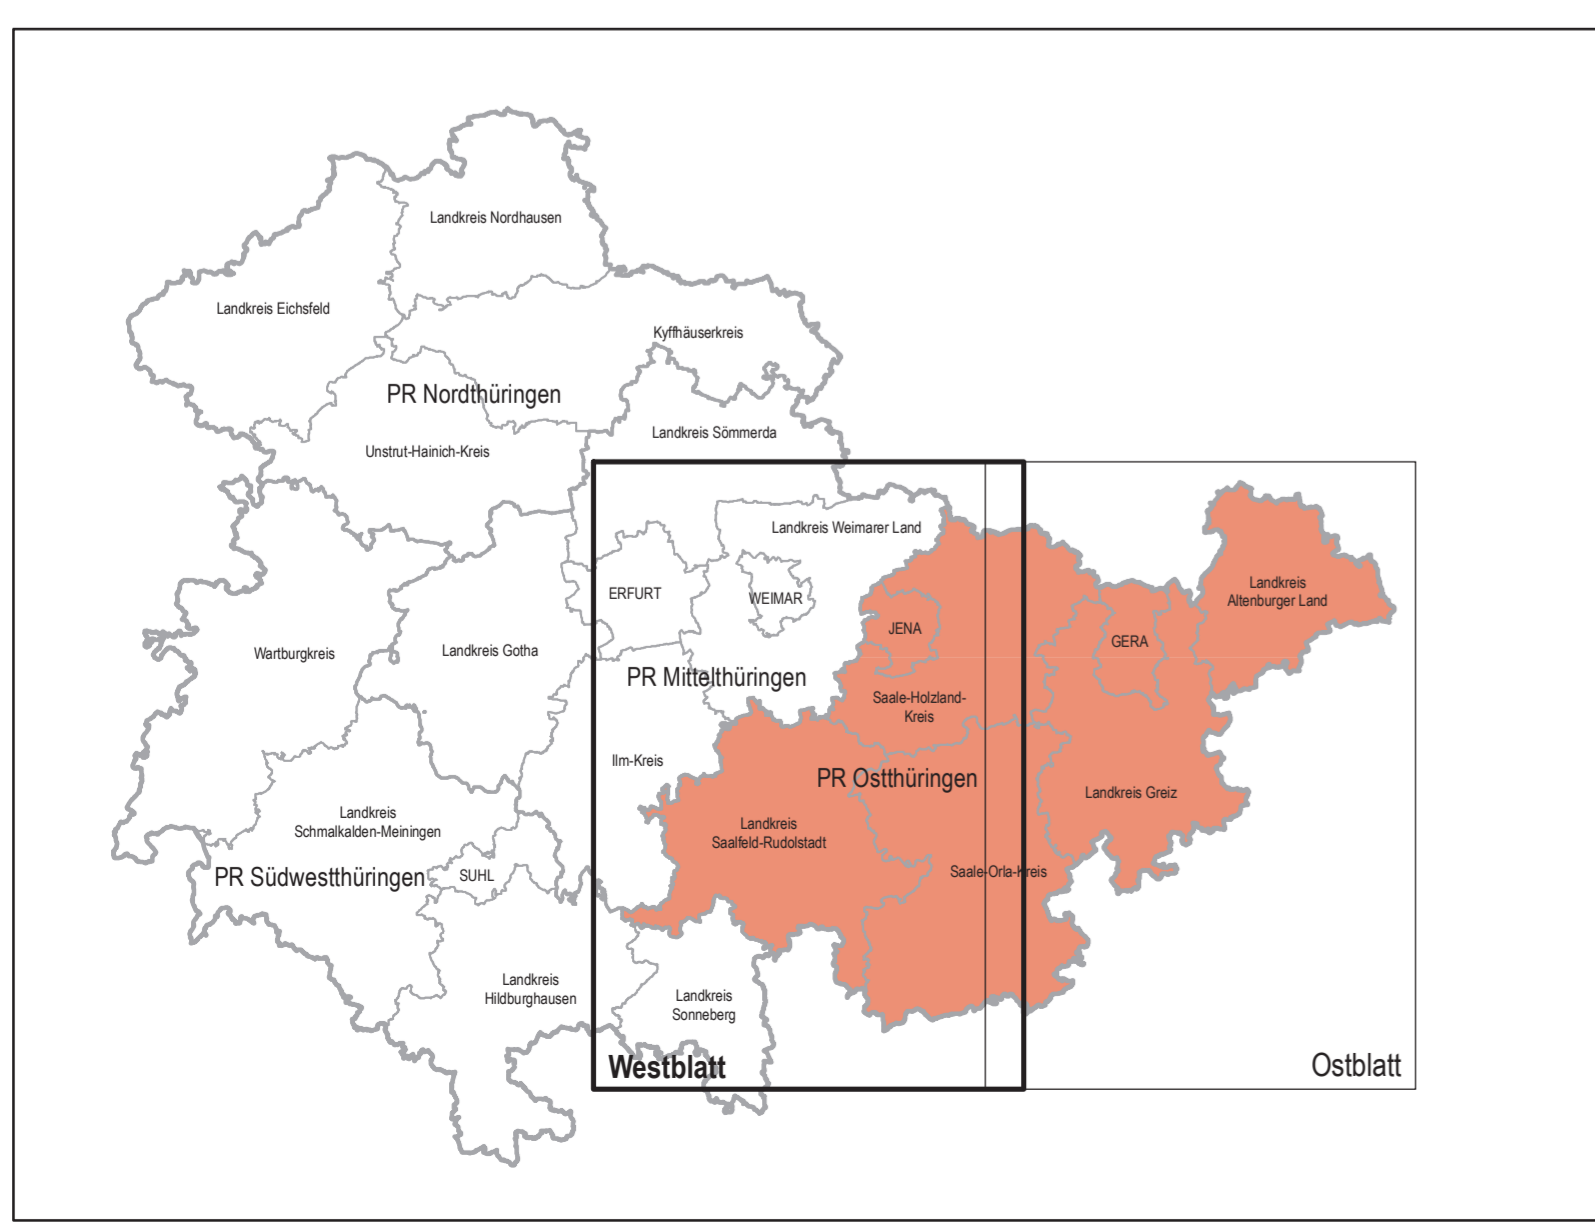 Landkreis Nordhausen
Landkreis Eichsfeld
Kyffhäuserkreis
PR Nordthüringen
Landkreis Sömmerda
Unstrut-Hainich-Kreis
Landkreis Weimarer Land
Landkreis
Altenburger Land
ERFURT
WEIMAR
JENA
GERA
Wartburgkreis
Landkreis Gotha
PR Mittelthüringen
Saale-Holzland-
Kreis
Ilm-Kreis
PR Ostthüringen
Landkreis Greiz
Landkreis
Schmalkalden-Meiningen
Landkreis
Saalfeld-Rudolstadt
PR Südwestthüringen
SUHL
Saale-Orla-Kreis
Landkreis
Hildburghausen
Landkreis
Sonneberg
Westblatt
Ostblatt